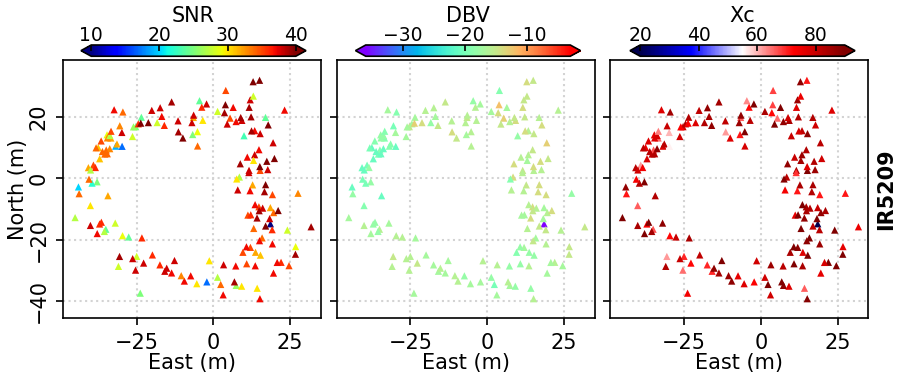 SNR DBV Xc
10 20 30 40 −30 −20 −10 20 40 60 80
20
0
−20
−40
North (m)
−25 0 25 −25 0 25 −25 0 25
East (m) East (m) East (m)
IR5209